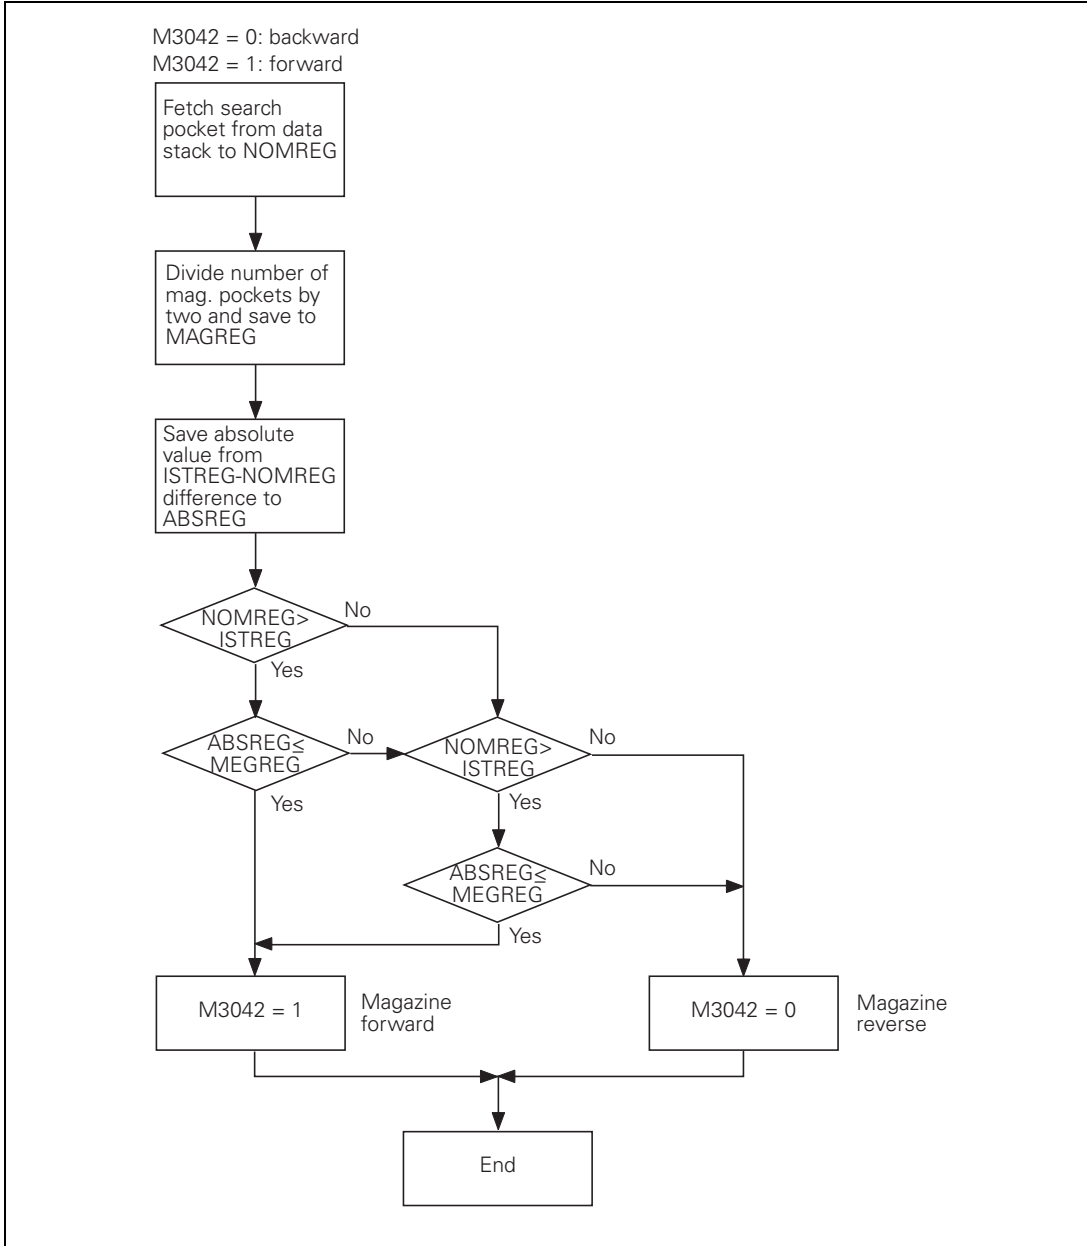 M3042 = 0: backward
M3042 = 1: forward
Fetch search
pocket from data
stack to NOMREG
Divide number of
mag. pockets by
two and save to
MAGREG
Save absolute
value from
ISTREG-NOMREG
difference to
ABSREG
NOMREG>
ISTREG
No
Yes
ABSREG≤
MEGREG
No
Yes
NOMREG>
ISTREG
No
Yes
ABSREG≤
MEGREG
No
Yes
M3042 = 1
Magazine
forward
M3042 = 0
Magazine
reverse
End